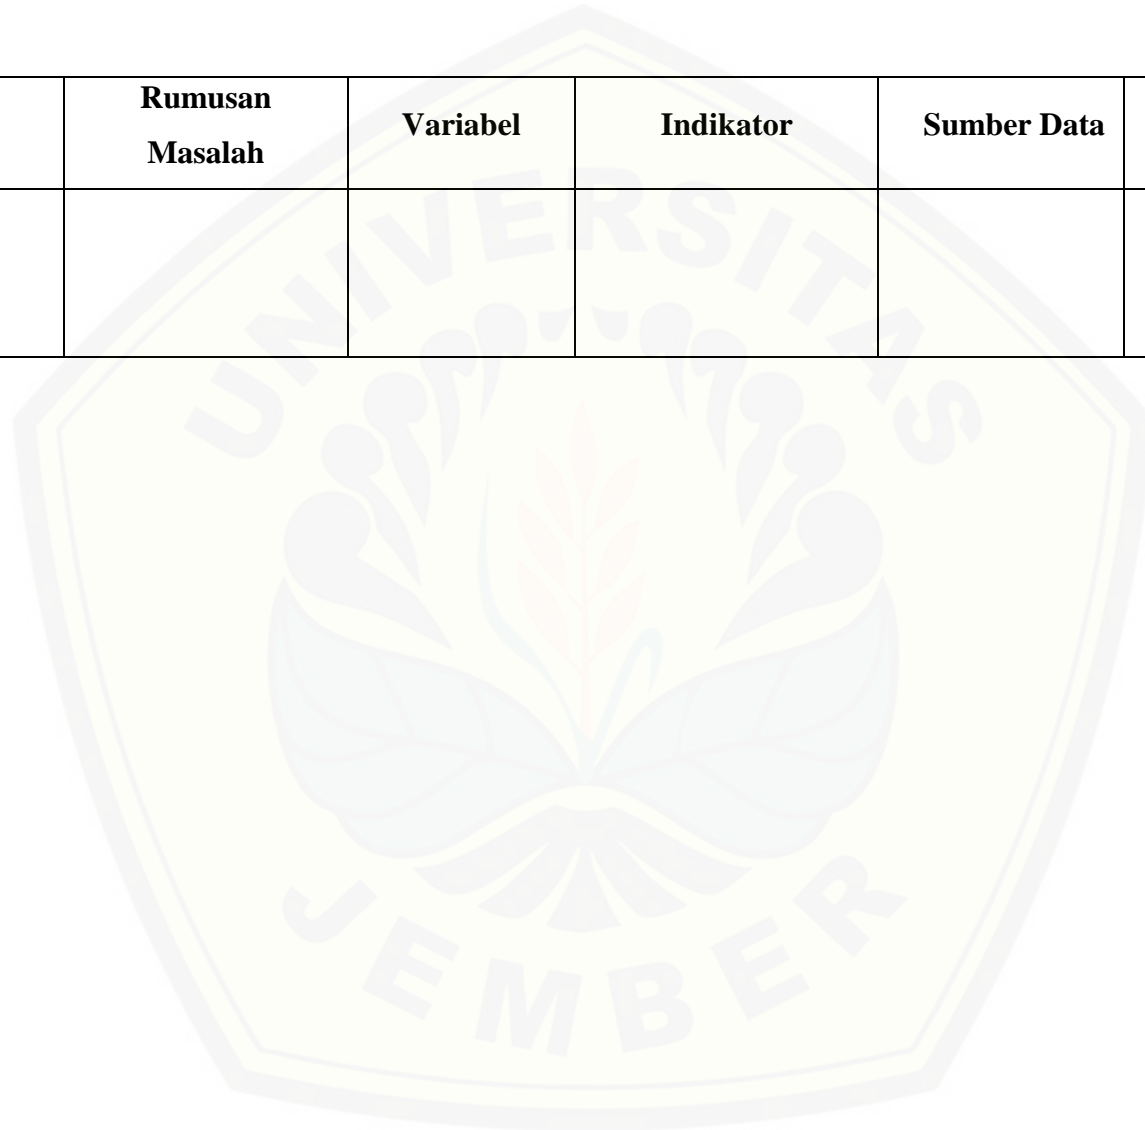 Rumusan
Masalah
Variabel
Indikator
Sumber Data
UNIVERSITAS
JEMBER